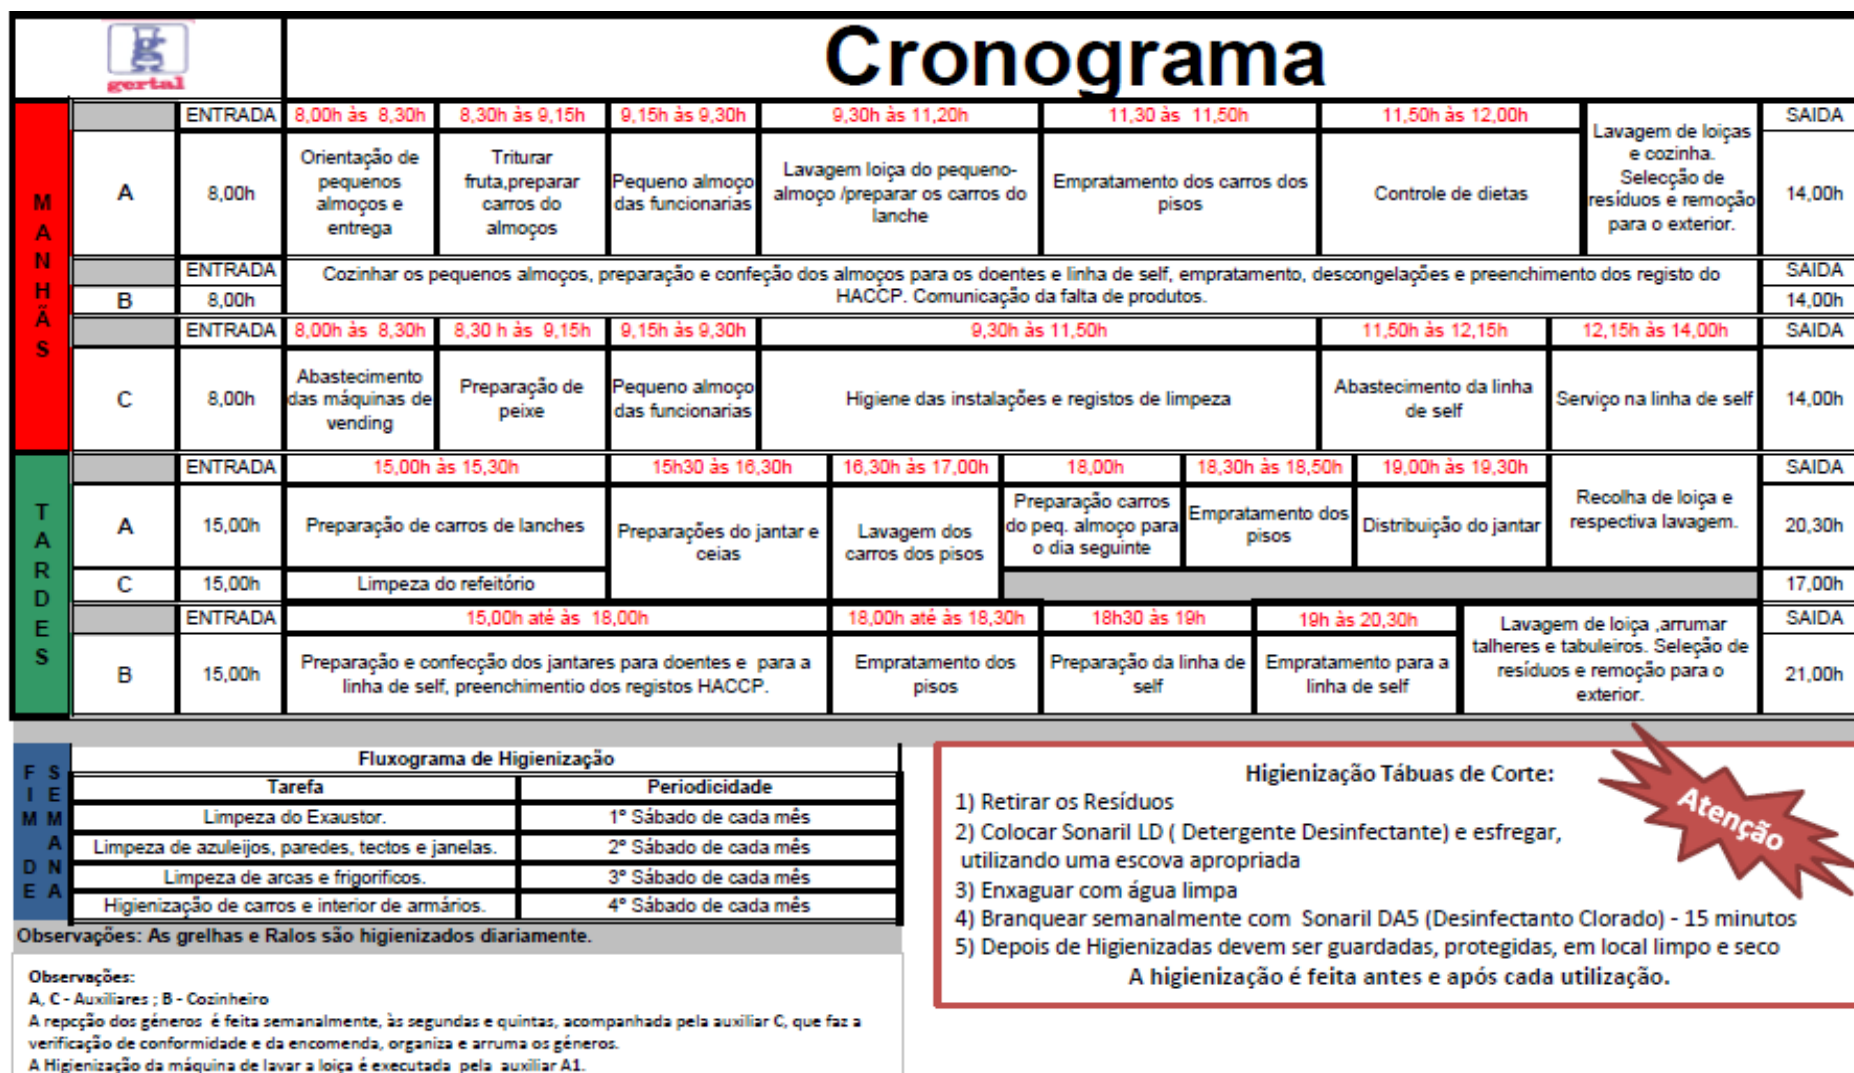 gertal
Cronograma
MANHÃS
ENTRADA 8,00h às 8,30h 8,30h às 9,15h 9,15h às 9,30h 9,30h às 11,20h 11,30 às 11,50h 11,50h às 12,00h SAIDA
A
8,00h
Orientação de
pequenos
almoços e
entrega
Triturar
fruta,preparar
carros do
almoços
Pequeno almoço
das funcionarias
Lavagem loiça do pequeno-
almoço /preparar os carros do
lanche
Empratamento dos carros dos
pisos
Controle de dietas
Lavagem de loiças
e cozinha.
Selecção de
resíduos e remoção
para o exterior.
14,00h
ENTRADA SAIDA
B 8,00h
Cozinhar os pequenos almoços, preparação e confeção dos almoços para os doentes e linha de self, empratamento, descongelações e preenchimento dos registo do
HACCP. Comunicação da falta de produtos.
14,00h
ENTRADA 8,00h às 8,30h 8,30 h às 9,15h 9,15h às 9,30h 9,30h às 11,50h 11,50h às 12,15h 12,15h às 14,00h SAIDA
C
8,00h
Abastecimento
das máquinas de
vending
Preparação de
peixe
Pequeno almoço
das funcionarias
Higiene das instalações e registos de limpeza
Abastecimento da linha
de self
Serviço na linha de self
14,00h
TARDES
ENTRADA 15,00h às 15,30h 15h30 às 16,30h 16,30h às 17,00h 18,00h 18,30h às 18,50h 19,00h às 19,30h SAIDA
A
15,00h
Preparação de carros de lanches
Preparações do jantar e
ceias
Lavagem dos
carros dos pisos
Preparação carros
do peq. almoço para
o dia seguinte
Empratamento dos
pisos
Distribuição do jantar
Recolha de loiça e
respectiva lavagem.
20,30h
C 15,00h Limpeza do refeitório 17,00h
ENTRADA 15,00h até às 18,00h 18,00h até às 18,30h 18h30 às 19h 19h às 20,30h SAIDA
B
15,00h
Preparação e confecção dos jantares para doentes e para a
linha de self, preenchimentio dos registos HACCP.
Empratamento dos
pisos
Preparação da linha de
self
Empratamento para a
linha de self
Lavagem de loiça ,arrumar
talheres e tabuleiros. Seleção de
resíduos e remoção para o
exterior.
21,00h
FIM DE
SEMANA
Fluxograma de Higienização
Tarefa Periodicidade
Limpeza do Exaustor. 1º Sábado de cada mês
Limpeza de azuleijos, paredes, tectos e janelas. 2º Sábado de cada mês
Limpeza de arcas e frigorificos. 3º Sábado de cada mês
Higienização de carros e interior de armários. 4º Sábado de cada mês
Observações: As grelhas e Ralos são higienizados diariamente.
Observações:
A, C - Auxiliares ; B - Cozinheiro
A repcção dos géneros é feita semanalmente, às segundas e quintas, acompanhada pela auxiliar C, que faz a
verificação de conformidade e da encomenda, organiza e arruma os géneros.
A Higienização da máquina de lavar a loiça é executada pela auxiliar A1.
Higienização Tábuas de Corte:
Atenção
1) Retirar os Resíduos
2) Colocar Sonaril LD ( Detergente Desinfectante) e esfregar,
utilizando uma escova apropriada
3) Enxaguar com água limpa
4) Branquear semanalmente com Sonaril DA5 (Desinfectanto Clorado) - 15 minutos
5) Depois de Higienizadas devem ser guardadas, protegidas, em local limpo e seco
A higienização é feita antes e após cada utilização.